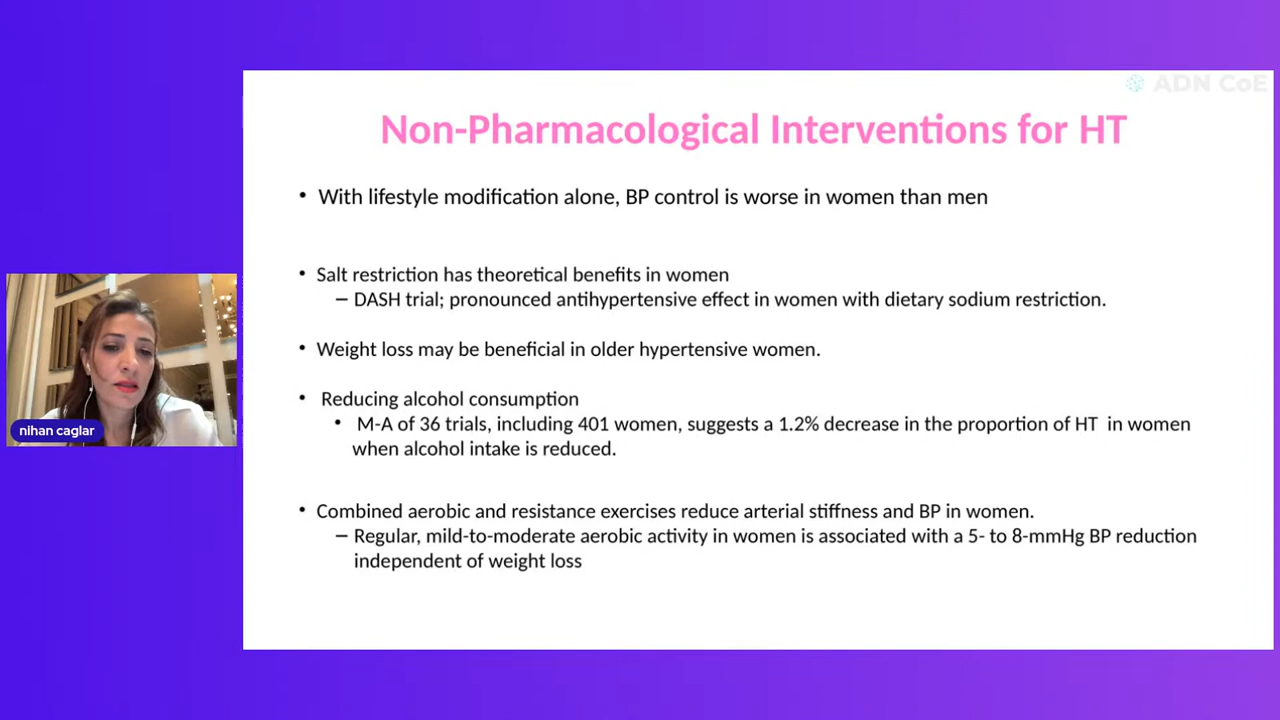 ADN CoE
Non-Pharmacological Interventions for HT
• With lifestyle modification alone, BP control is worse in women than men
• Salt restriction has theoretical benefits in women
– DASH trial; pronounced antihypertensive effect in women with dietary sodium restriction.
• Weight loss may be beneficial in older hypertensive women.
• Reducing alcohol consumption
• M-A of 36 trials, including 401 women, suggests a 1.2% decrease in the proportion of HT in women
when alcohol intake is reduced.
• Combined aerobic and resistance exercises reduce arterial stiffness and BP in women.
– Regular, mild-to-moderate aerobic activity in women is associated with a 5- to 8-mmHg BP reduction
independent of weight loss
nihan caglar